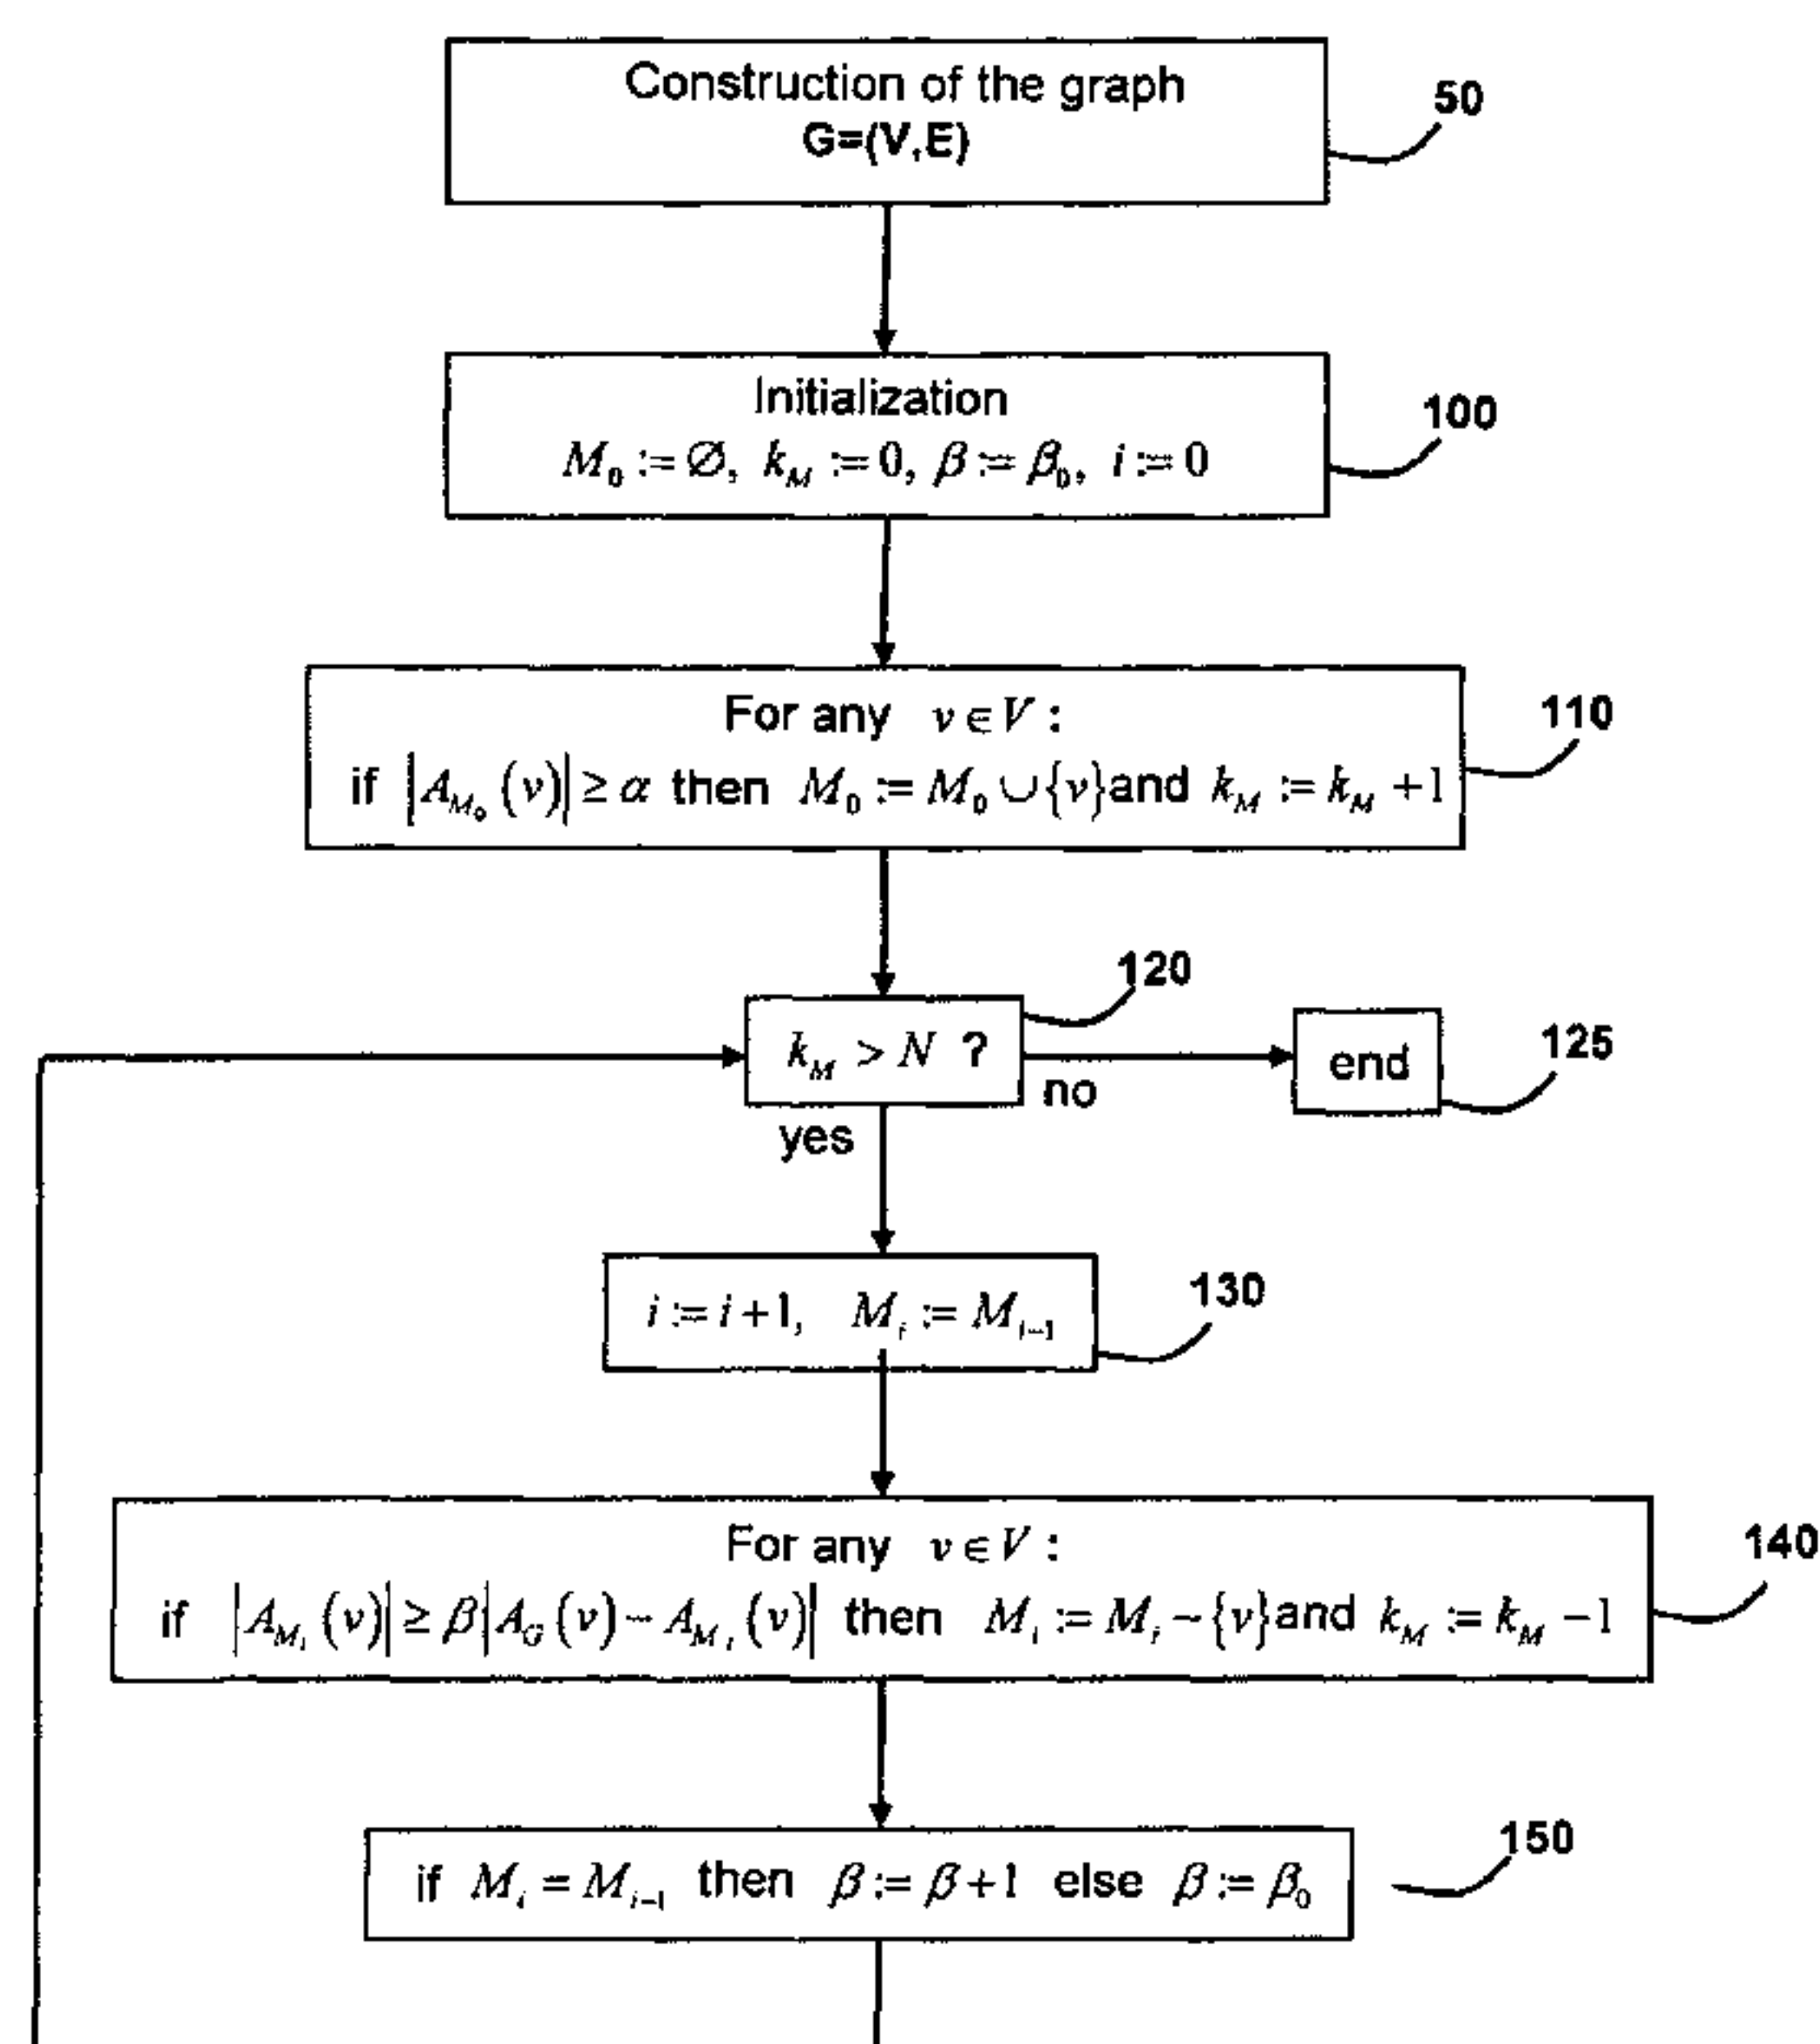 Construction of the graph
G=(V,E)
50
Initialization
M₀ := ∅, k_M := 0, β := β₀, i := 0
100
For any v ∈ V :
if |A_{M₀}(v)| ≥ α then M₀ := M₀ ∪ {v} and k_M := k_M + 1
110
120
k_M > N ?
no
end
125
yes
i := i + 1, M_i := M_{i-1}
130
For any v ∈ V :
if |A_{M_i}(v)| ≥ β |A_G(v) − A_{M_i}(v)| then M_i := M_i − {v} and k_M := k_M − 1
140
if M_i = M_{i-1} then β := β + 1 else β := β₀
150